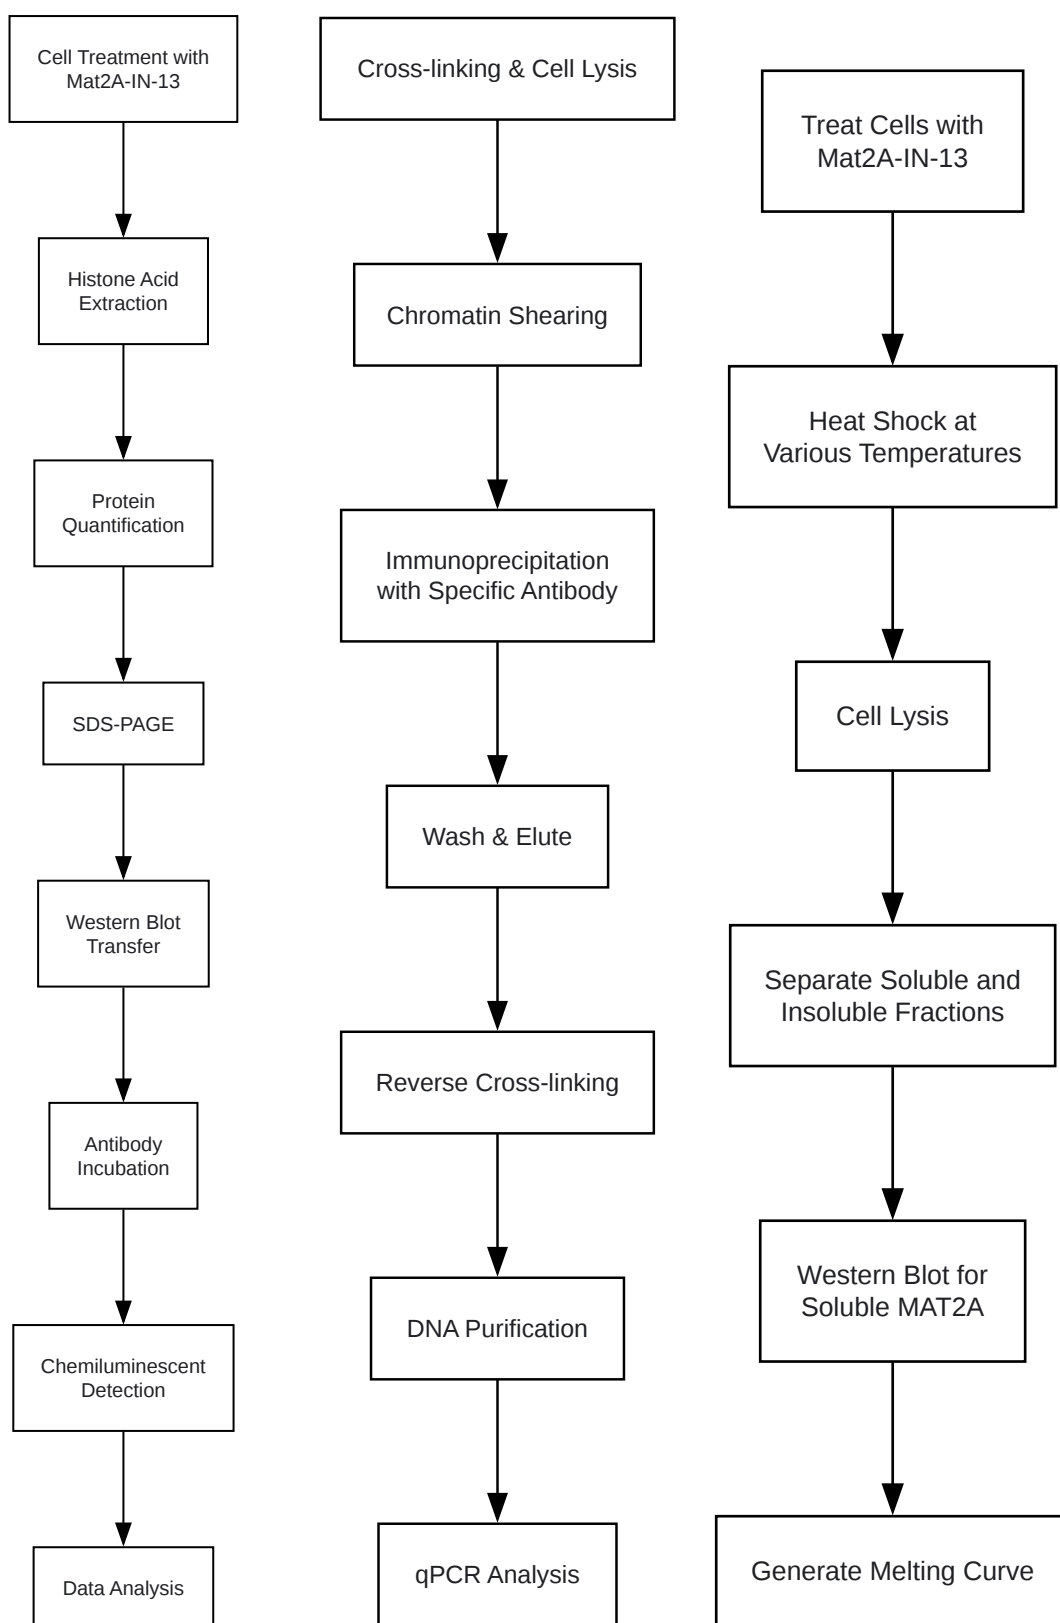 Cell Treatment with
Mat2A-IN-13
Histone Acid
Extraction
Protein
Quantification
SDS-PAGE
Western Blot
Transfer
Antibody
Incubation
Chemiluminescent
Detection
Data Analysis
Cross-linking & Cell Lysis
Chromatin Shearing
Immunoprecipitation
with Specific Antibody
Wash & Elute
Reverse Cross-linking
DNA Purification
qPCR Analysis
Treat Cells with
Mat2A-IN-13
Heat Shock at
Various Temperatures
Cell Lysis
Separate Soluble and
Insoluble Fractions
Western Blot for
Soluble MAT2A
Generate Melting Curve